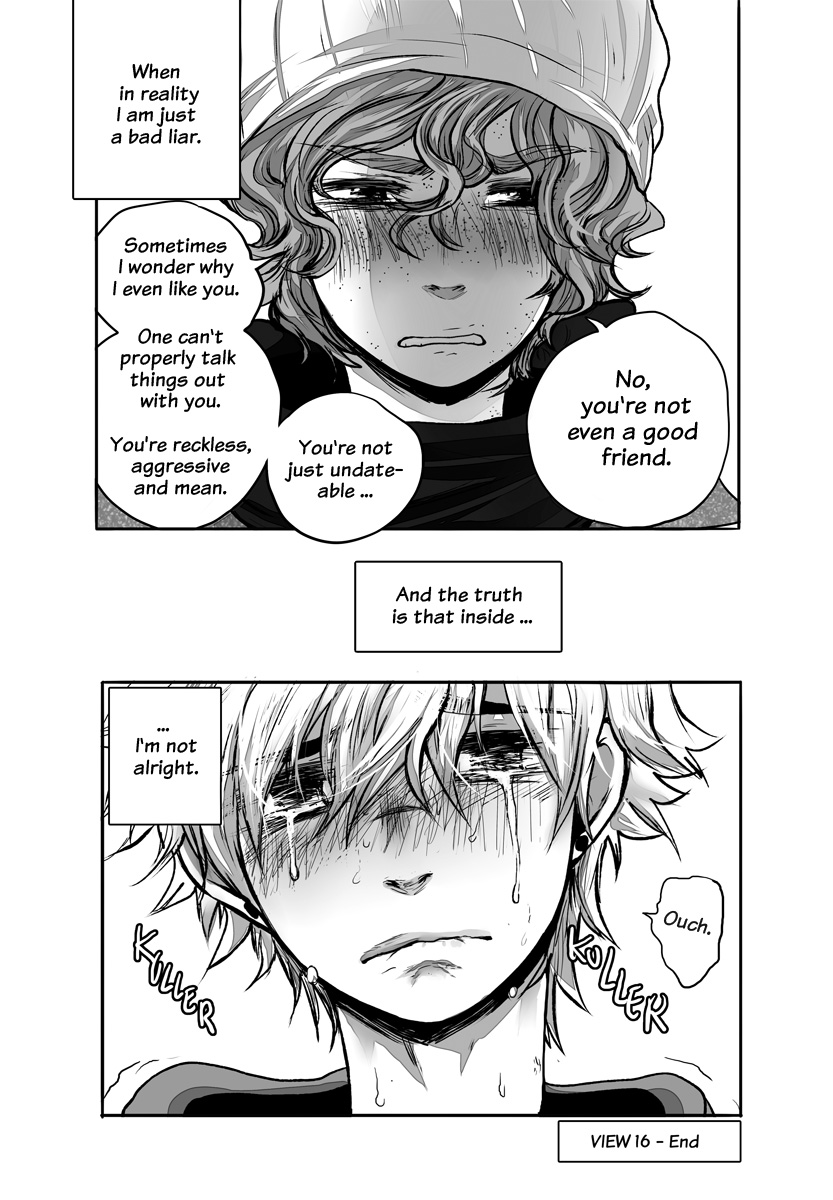 When
in reality
I am just
a bad liar.
Sometimes
I wonder why
I even like you.
One can't
properly talk
things out
with you.
You're reckless,
aggressive
and mean.
You're not
just undate-
able ...
No,
you're not
even a good
friend.
And the truth
is that inside ...
...
I'm not
alright.
KULLER
KULLER
Ouch.
VIEW 16 - End